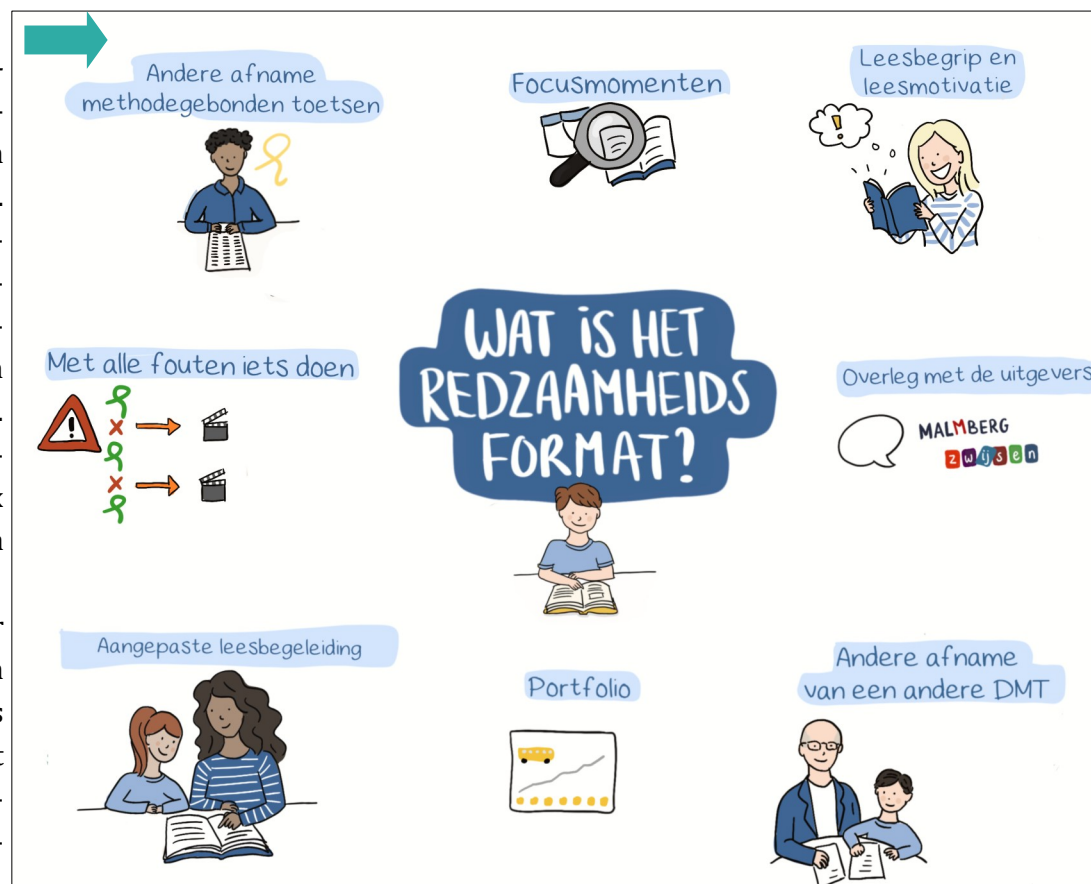 Andere afname
methodegebonden toetsen
Focusmomenten
Leesbegrip en
leesmotivatie
Met alle fouten iets doen
WAT IS HET
REDZAAMHEIDS
FORMAT?
Overleg met de uitgevers
MALMBERG
zwijsen
Aangepaste leesbegeleiding
Portfolio
Andere afname
van een andere DMT